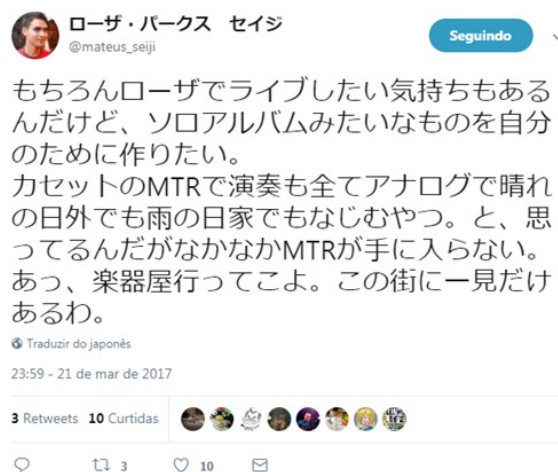 ローザ・パークス セイジ
@mateus_seiji
Seguindo
もちろんローザでライブしたい気持ちもある
んだけど、ソロアルバムみたいなものを自分
のために作りたい。
カセットのMTRで演奏も全てアナログで晴れ
の日外でも雨の日家でもなじむやつ。と、思
ってるんだがなかなかMTRが手に入らない。
あっ、楽器屋行ってこよ。この街に一見だけ
あるわ。
Traduzir do japonês
23:59 - 21 de mar de 2017
3 Retweets 10 Curtidas
3 10